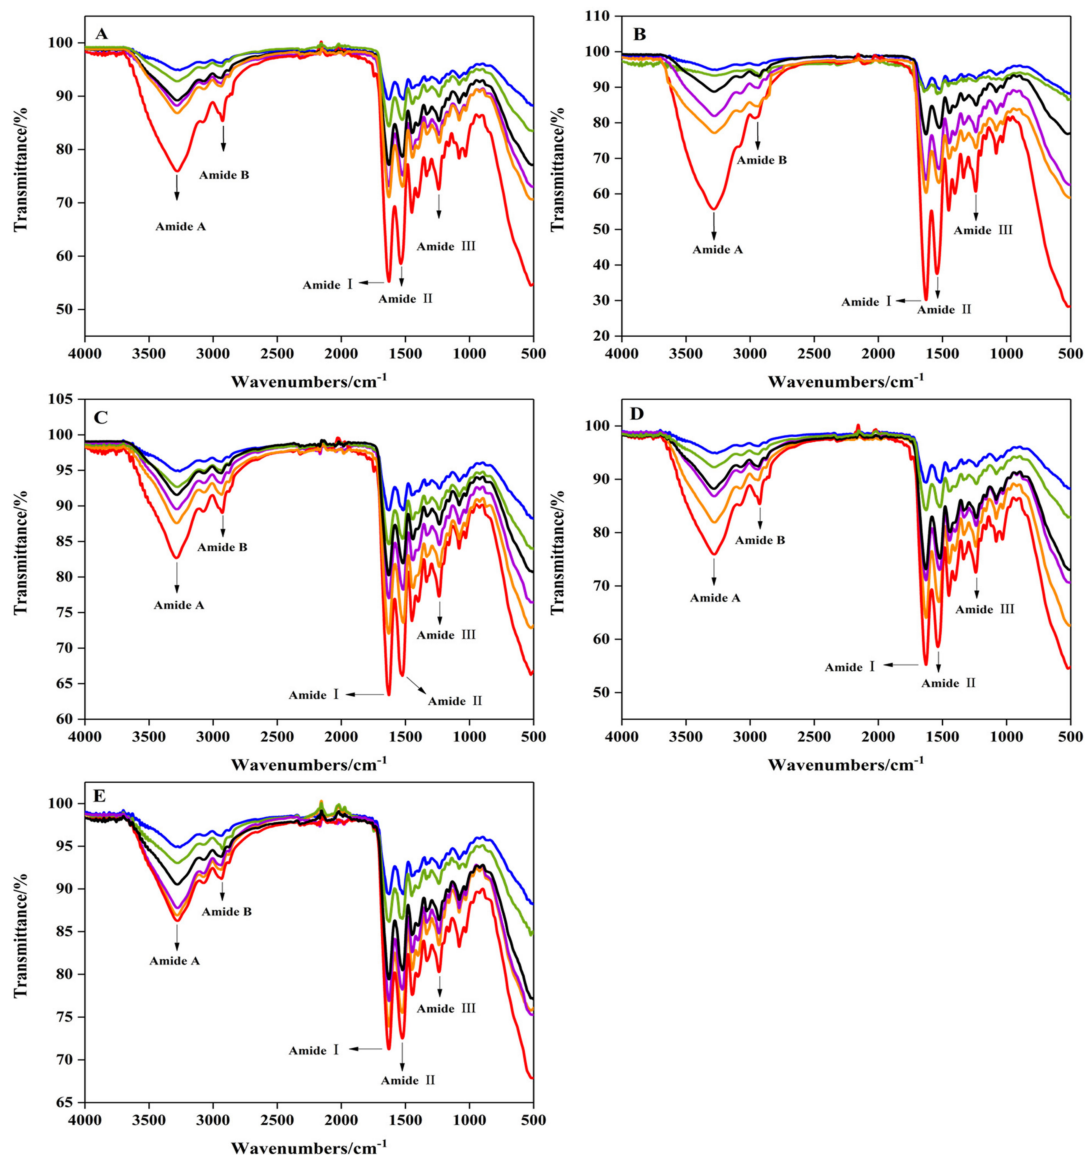 A
100
90
80
70
60
50
Transmittance/%
Amide B
Amide A
Amide III
Amide I
Amide II
4000 3500 3000 2500 2000 1500 1000 500
Wavenumbers/cm-1
B
110
100
90
80
70
60
50
40
30
20
Transmittance/%
Amide B
Amide A
Amide III
Amide I
Amide II
4000 3500 3000 2500 2000 1500 1000 500
Wavenumbers/cm-1
C
105
100
95
90
85
80
75
70
65
60
Transmittance/%
Amide B
Amide A
Amide III
Amide I
Amide II
4000 3500 3000 2500 2000 1500 1000 500
Wavenumbers/cm-1
D
100
90
80
70
60
50
Transmittance/%
Amide B
Amide A
Amide III
Amide I
Amide II
4000 3500 3000 2500 2000 1500 1000 500
Wavenumbers/cm-1
E
100
95
90
85
80
75
70
65
Transmittance/%
Amide B
Amide A
Amide III
Amide I
Amide II
4000 3500 3000 2500 2000 1500 1000 500
Wavenumbers/cm-1